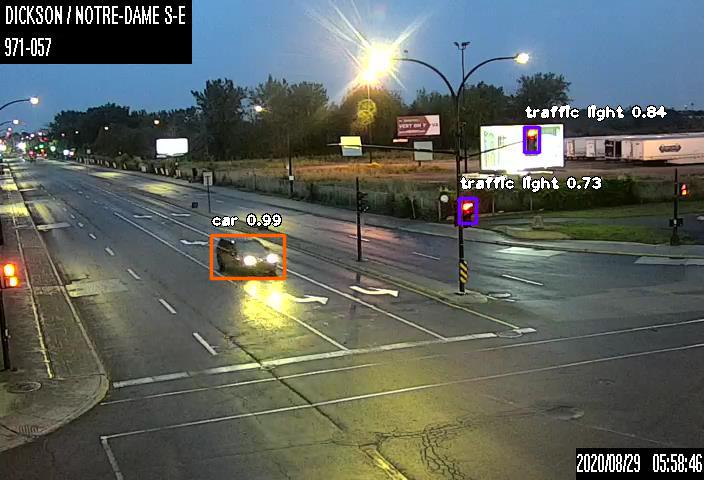 DICKSON / NOTRE-DAME S-E
971-057
traffic light 0.84
traffic light 0.73
car 0.99
2020/08/29 05:58:46